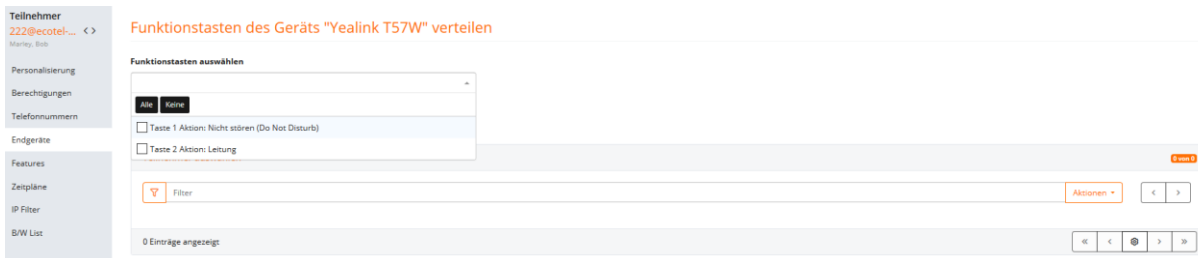 Teilnehmer
222@ecotel-... <>
Marley, Bob
Personalisierung
Berechtigungen
Telefonnummern
Endgeräte
Features
Zeitpläne
IP Filter
B/W List
Funktionstasten des Geräts "Yealink T57W" verteilen
Funktionstasten auswählen
Alle Keine
Taste 1 Aktion: Nicht stören (Do Not Disturb)
Taste 2 Aktion: Leitung
0 von 0
Filter
Aktionen
0 Einträge angezeigt